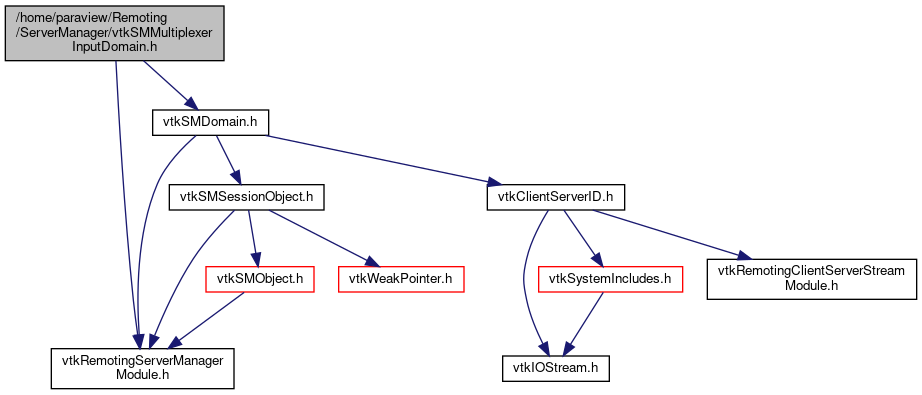 /home/paraview/Remoting
/ServerManager/vtkSMMultiplexer
InputDomain.h
vtkSMDomain.h
vtkSMSessionObject.h
vtkClientServerID.h
vtkSMObject.h
vtkWeakPointer.h
vtkSystemIncludes.h
vtkRemotingClientServerStream
Module.h
vtkRemotingServerManager
Module.h
vtkIOStream.h